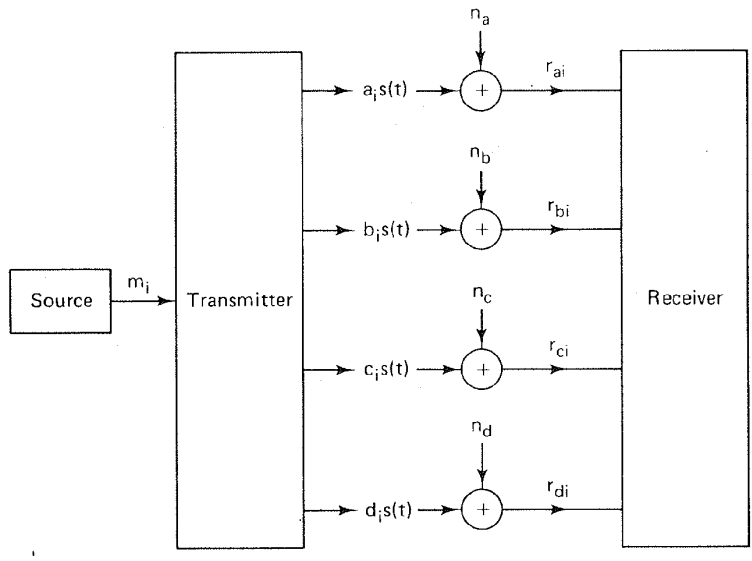 n_a
a_i s(t)
r_ai
n_b
b_i s(t)
r_bi
Source
m_i
Transmitter
n_c
Receiver
c_i s(t)
r_ci
n_d
d_i s(t)
r_di